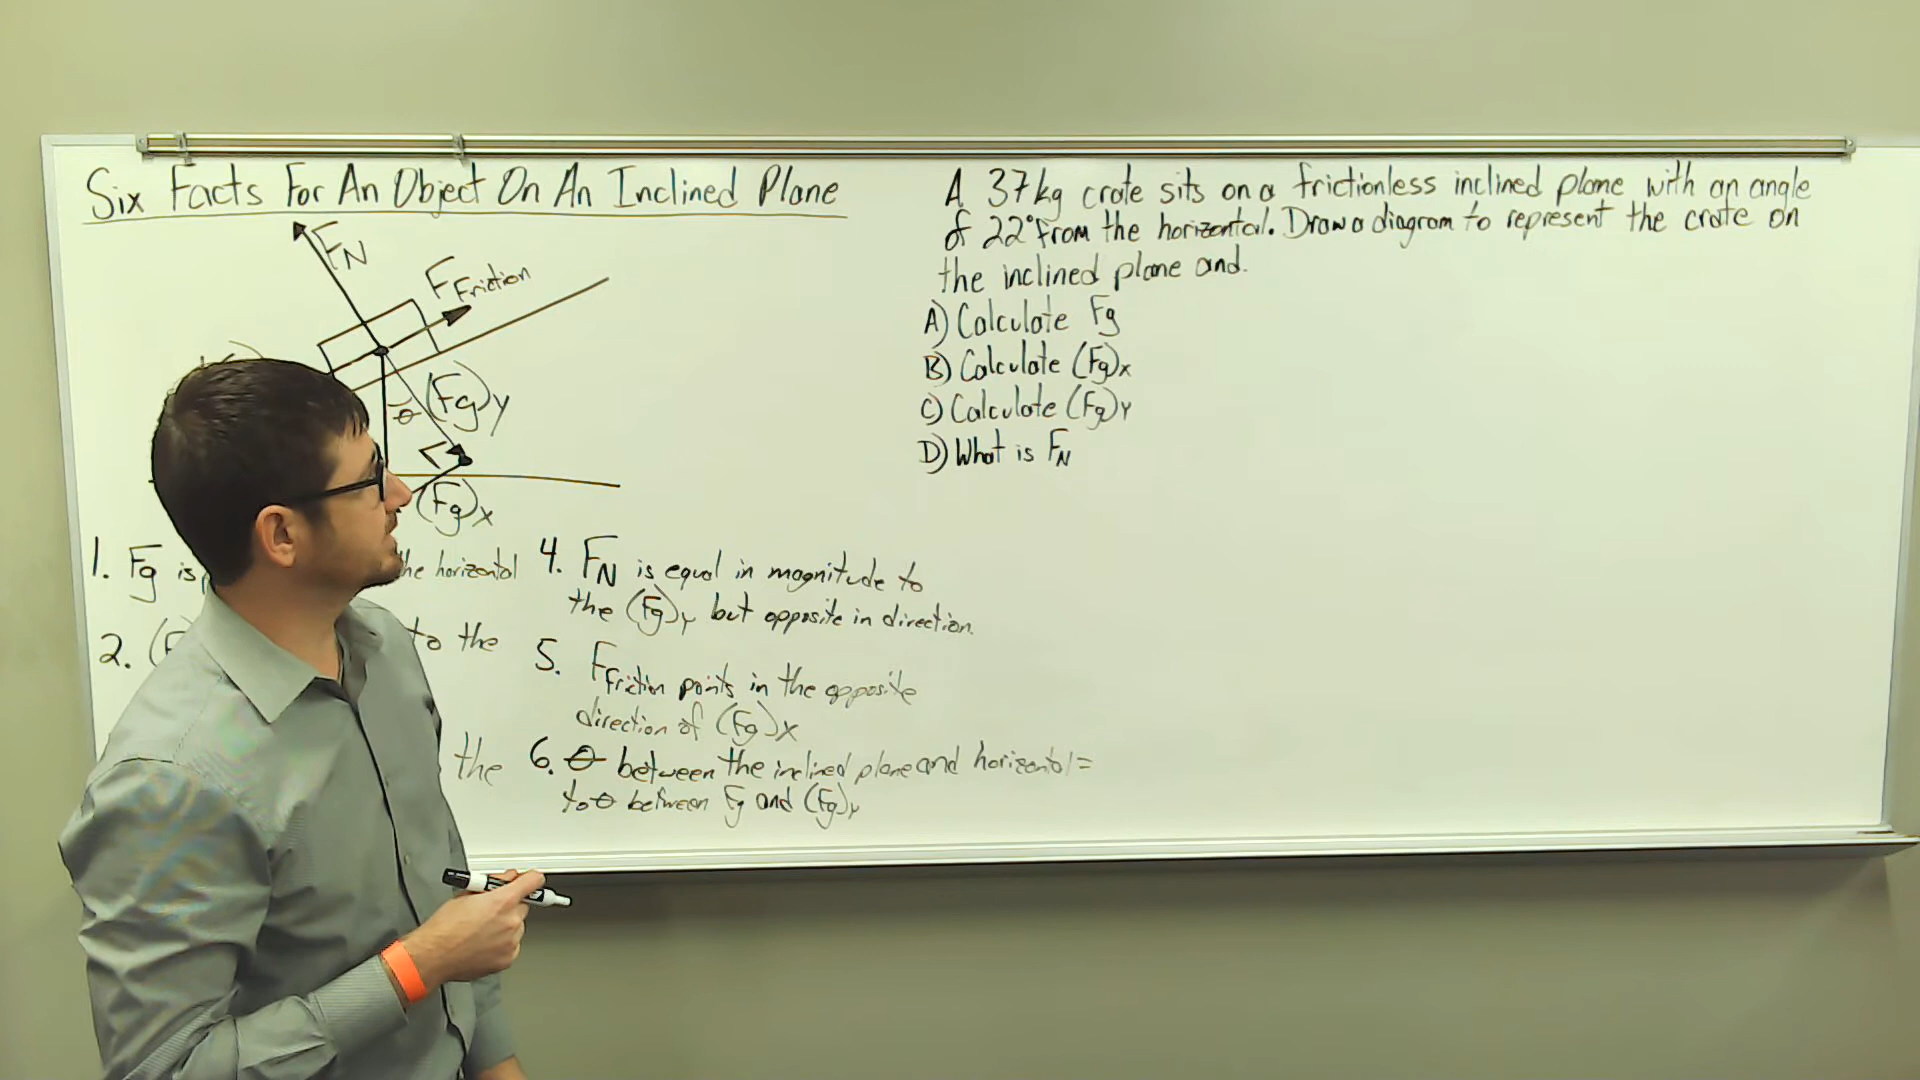 Six Facts For An Object On An Inclined Plane
FN
F Friction
θ (Fg)y
(Fg)x
1. Fg is the horizontal
2. to the
the
4. FN is equal in magnitude to
the (Fg)y but opposite in direction.
5. Ffriction points in the opposite
direction of (Fg)x
6. θ between the inclined plane and horizontal =
to θ between Fg and (Fg)y
A 37kg crate sits on a frictionless inclined plane with an angle
of 22° from the horizontal. Draw a diagram to represent the crate on
the inclined plane and.
A) Calculate Fg
B) Calculate (Fg)x
C) Calculate (Fg)y
D) What is FN